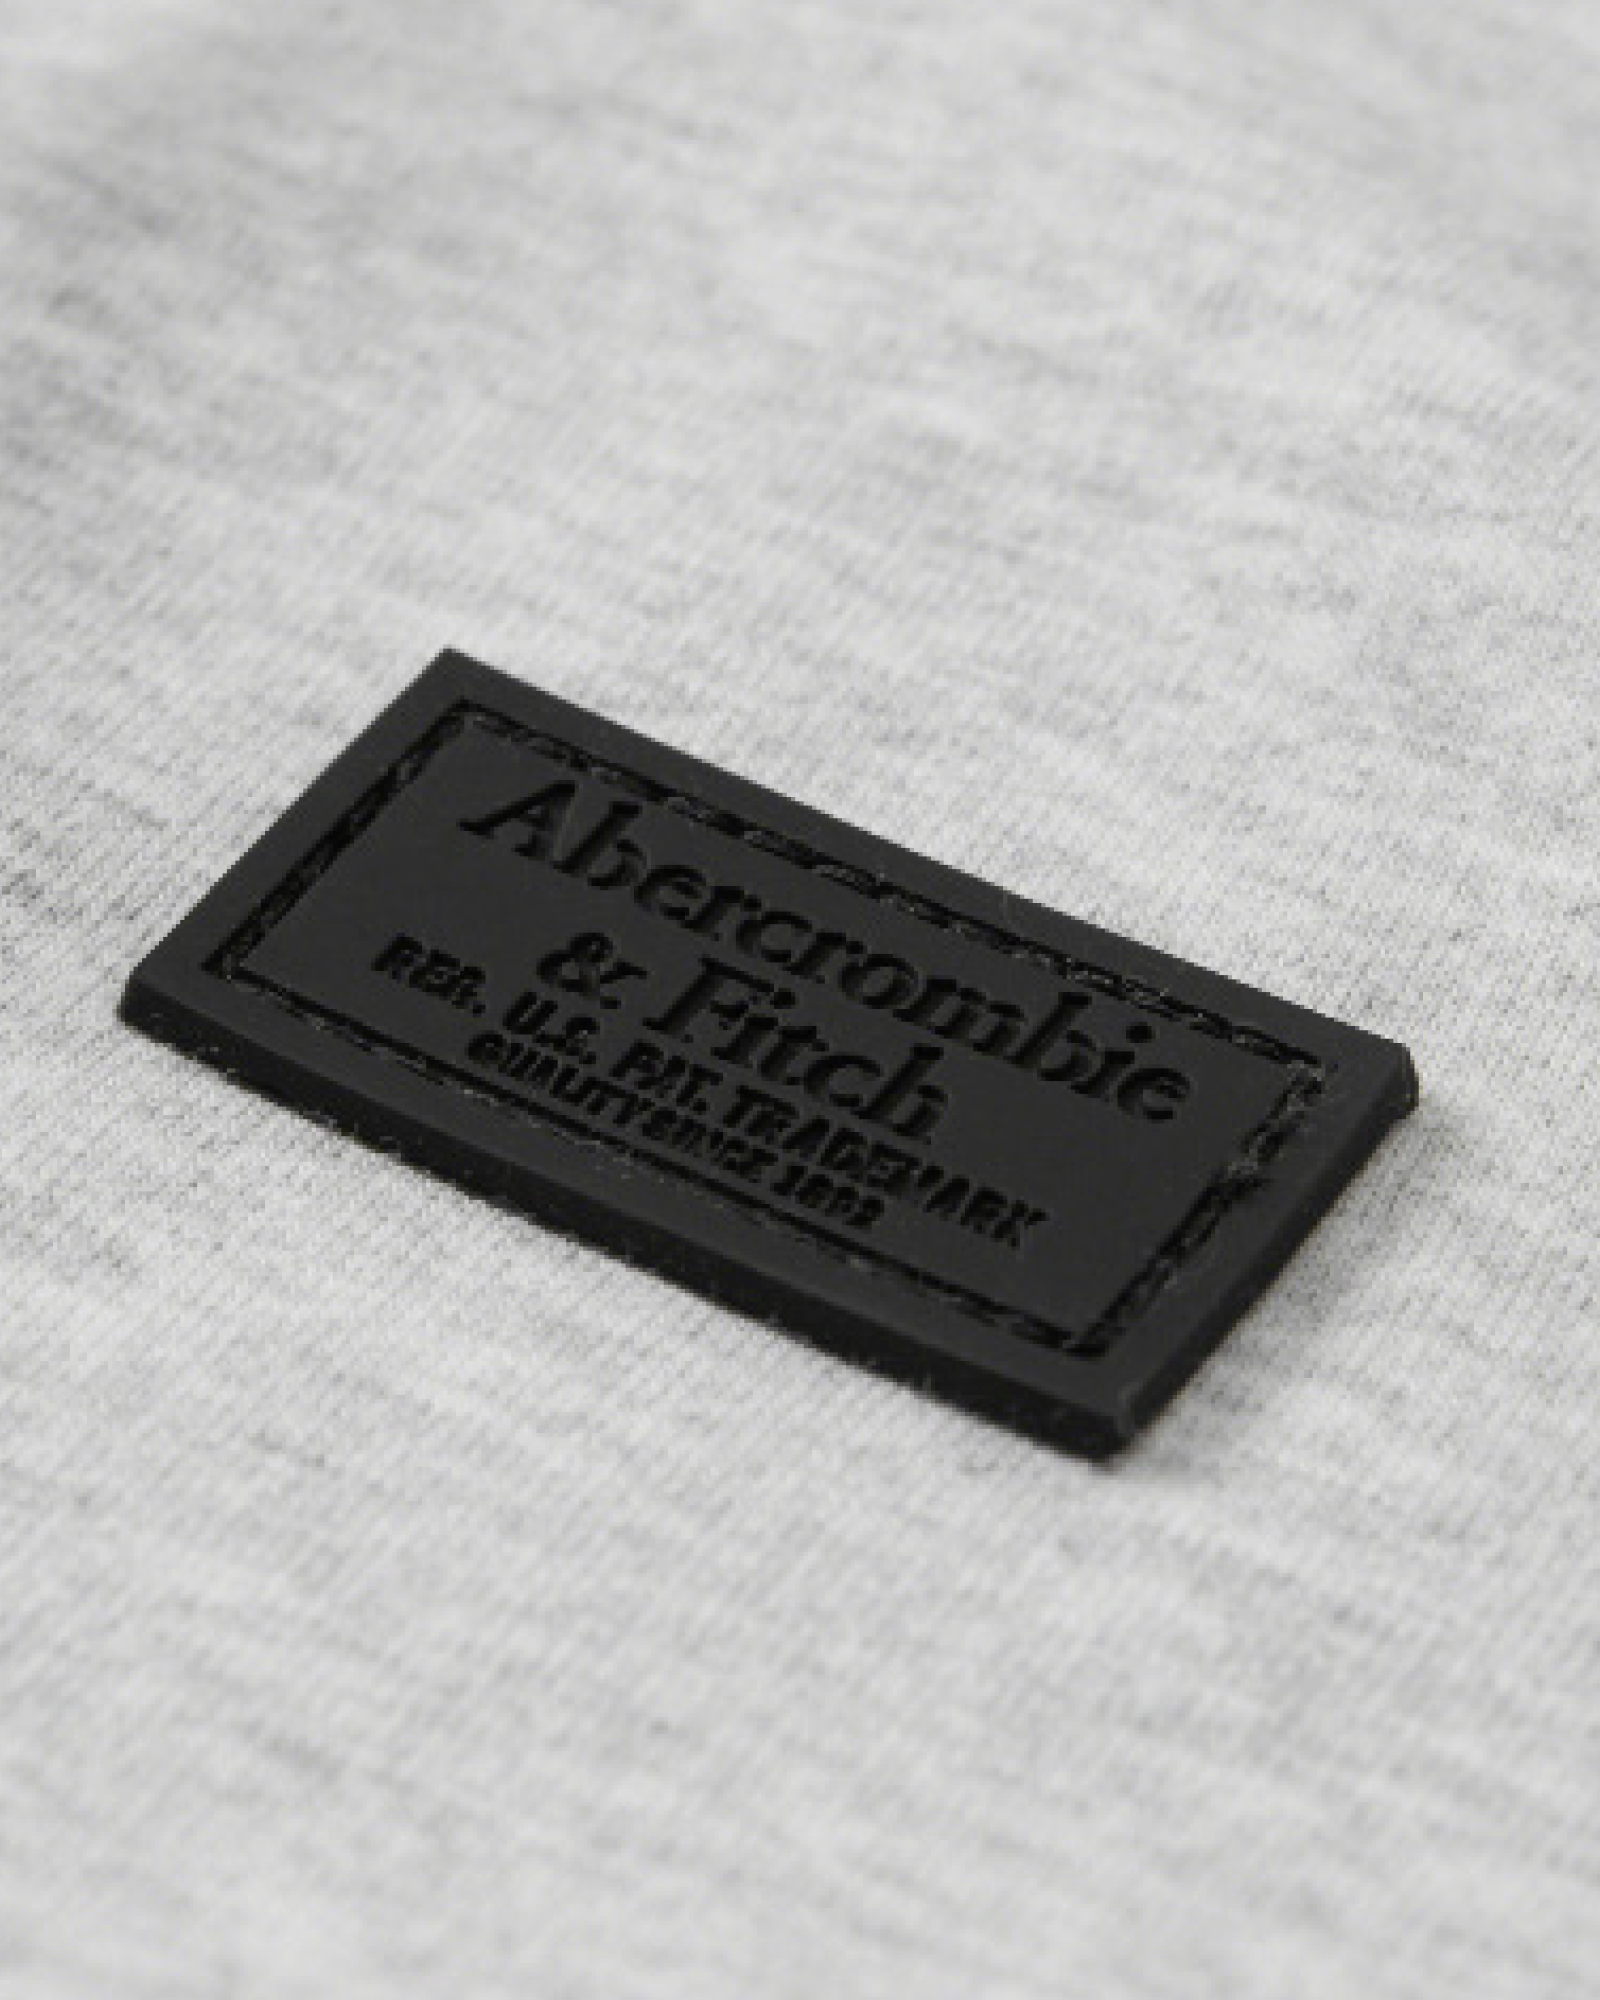 Abercrombie
& Fitch
REG. U.S. PAT. TRADEMARK
QUALITY SINCE 1892